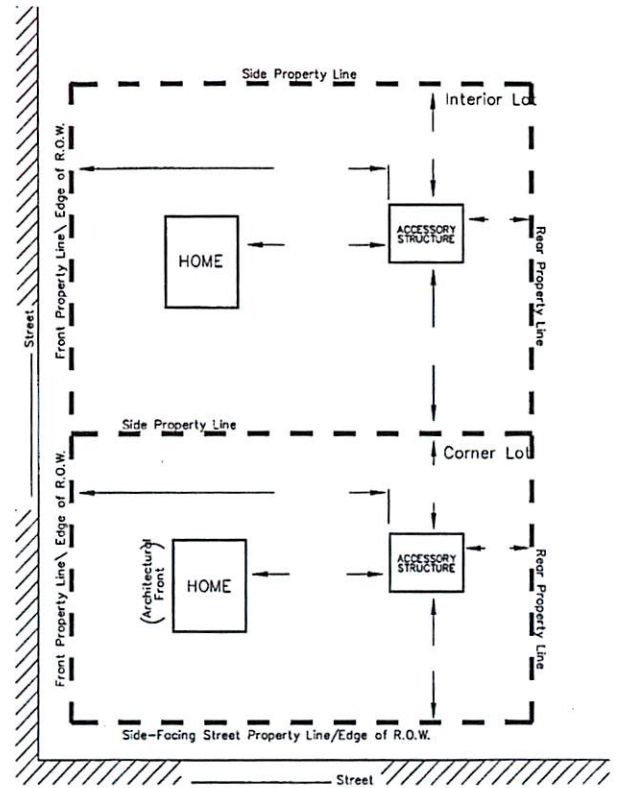 Side Property Line
Interior Lot
Front Property Line\ Edge of R.O.W.
HOME
ACCESSORY
STRUCTURE
Rear Property Line
Street
Side Property Line
Corner Lot
Front Property Line\ Edge of R.O.W.
(Architectural)
( Front )
HOME
ACCESSORY
STRUCTURE
Rear Property Line
Side-Facing Street Property Line/Edge of R.O.W.
Street